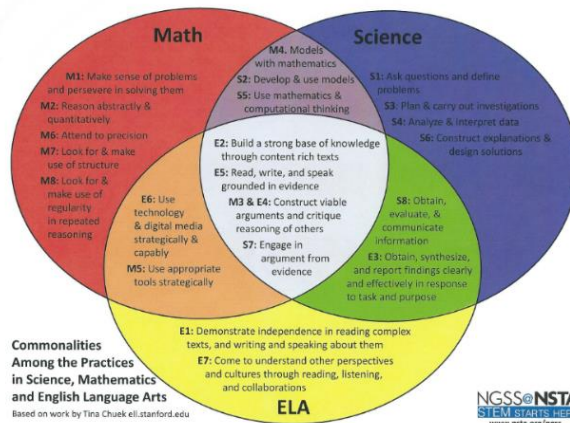 Math
Science
M4. Models
with mathematics
S2: Develop & use models
S5: Use mathematics &
computational thinking
M1: Make sense of problems
and persevere in solving them
M2: Reason abstractly &
quantitatively
M6: Attend to precision
M7: Look for & make
use of structure
M8: Look for &
make use of
regularity
in repeated
reasoning
S1: Ask questions and define
problems
S3: Plan & carry out investigations
S4: Analyze & interpret data
S6: Construct explanations &
design solutions
E2: Build a strong base of knowledge
through content rich texts
E5: Read, write, and speak
grounded in evidence
M3 & E4: Construct viable
arguments and critique
reasoning of others
S7: Engage in
argument from
evidence
E6: Use
technology
& digital media
strategically &
capably
M5: Use appropriate
tools strategically
S8: Obtain,
evaluate, &
communicate
information
E3: Obtain, synthesize,
and report findings clearly
and effectively in response
to task and purpose
E1: Demonstrate independence in reading complex
texts, and writing and speaking about them
E7: Come to understand other perspectives
and cultures through reading, listening,
and collaborations
ELA
Commonalities
Among the Practices
in Science, Mathematics
and English Language Arts
Based on work by Tina Chuek ell.stanford.edu
NGSS@NSTA
STEM STARTS HERE